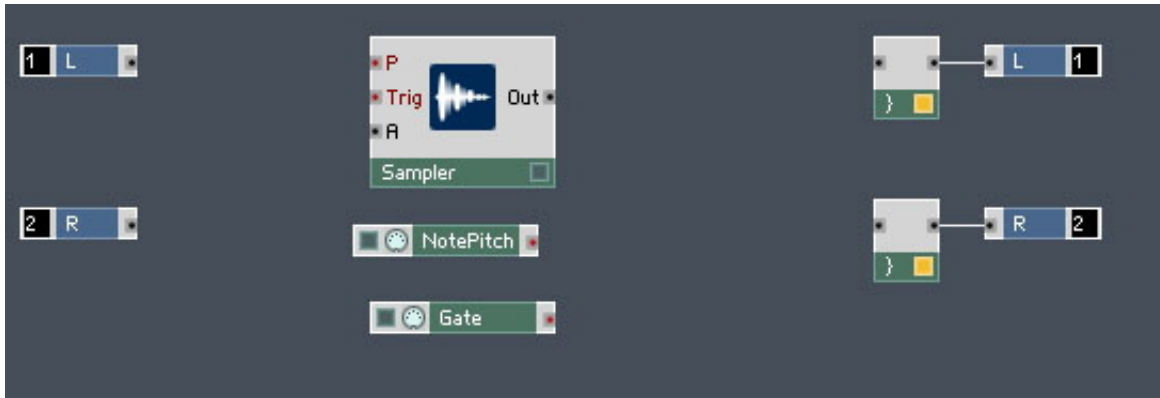 1 L
P
Trig
Out
A
Sampler
}
L 1
2 R
NotePitch
Gate
}
R 2